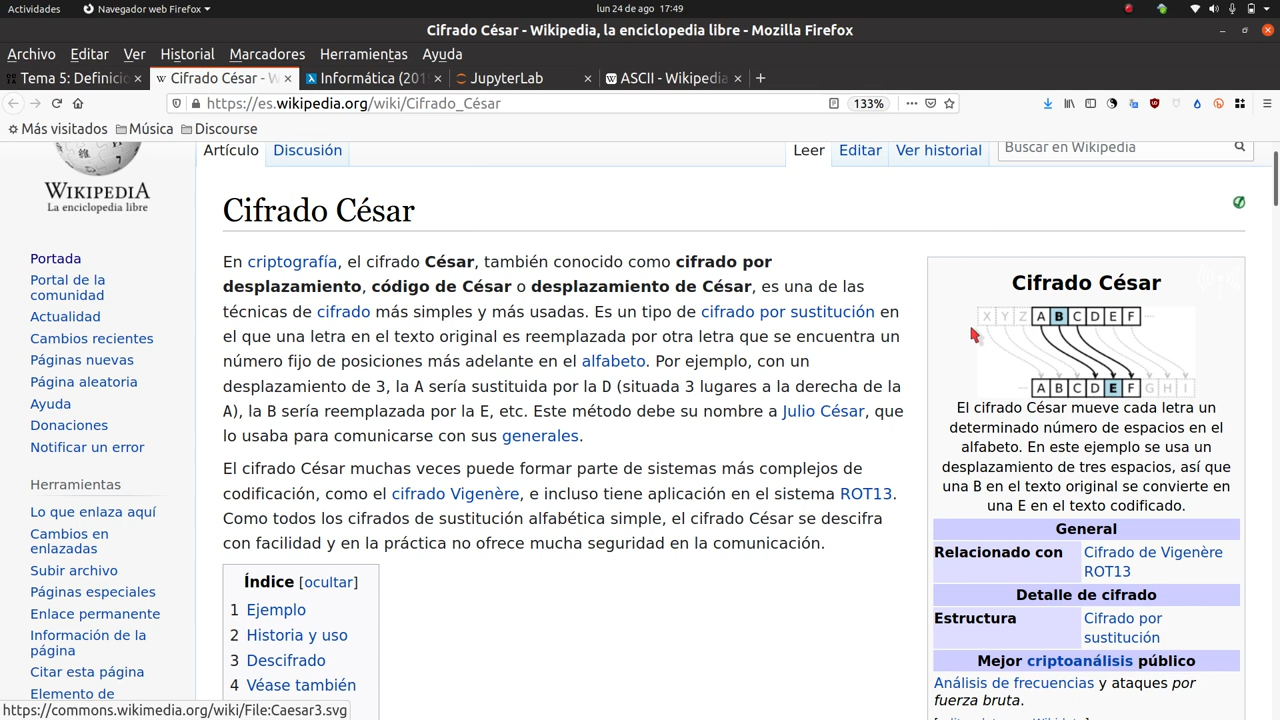 Actividades Navegador web Firefox lun 24 de ago 17:49
Cifrado César - Wikipedia, la enciclopedia libre - Mozilla Firefox
Archivo Editar Ver Historial Marcadores Herramientas Ayuda
Tema 5: Definicio Cifrado César - W Informática (201 JupyterLab ASCII - Wikipedia
https://es.wikipedia.org/wiki/Cifrado_César 133%
Más visitados Música Discourse
Artículo Discusión Leer Editar Ver historial Buscar en Wikipedia
WIKIPEDIA
La enciclopedia libre
Portada
Portal de la
comunidad
Actualidad
Cambios recientes
Páginas nuevas
Página aleatoria
Ayuda
Donaciones
Notificar un error
Herramientas
Lo que enlaza aquí
Cambios en
enlazadas
Subir archivo
Páginas especiales
Enlace permanente
Información de la
página
Citar esta página
Elemento de
Cifrado César
En criptografía, el cifrado César, también conocido como cifrado por
desplazamiento, código de César o desplazamiento de César, es una de las
técnicas de cifrado más simples y más usadas. Es un tipo de cifrado por sustitución en
el que una letra en el texto original es reemplazada por otra letra que se encuentra un
número fijo de posiciones más adelante en el alfabeto. Por ejemplo, con un
desplazamiento de 3, la A sería sustituida por la D (situada 3 lugares a la derecha de la
A), la B sería reemplazada por la E, etc. Este método debe su nombre a Julio César, que
lo usaba para comunicarse con sus generales.
El cifrado César muchas veces puede formar parte de sistemas más complejos de
codificación, como el cifrado Vigenère, e incluso tiene aplicación en el sistema ROT13.
Como todos los cifrados de sustitución alfabética simple, el cifrado César se descifra
con facilidad y en la práctica no ofrece mucha seguridad en la comunicación.
Índice [ocultar]
1 Ejemplo
2 Historia y uso
3 Descifrado
4 Véase también
Cifrado César
X Y Z A B C D E F
A B C D E F G H I
El cifrado César mueve cada letra un
determinado número de espacios en el
alfabeto. En este ejemplo se usa un
desplazamiento de tres espacios, así que
una B en el texto original se convierte en
una E en el texto codificado.
General
Relacionado con Cifrado de Vigenère
ROT13
Detalle de cifrado
Estructura Cifrado por
sustitución
Mejor criptoanálisis público
Análisis de frecuencias y ataques por
fuerza bruta.
https://commons.wikimedia.org/wiki/File:Caesar3.svg